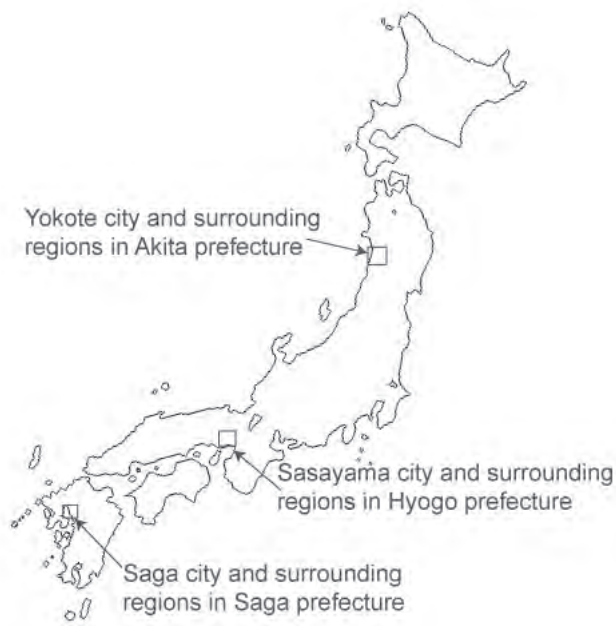 Yokote city and surrounding
regions in Akita prefecture
Sasayama city and surrounding
regions in Hyogo prefecture
Saga city and surrounding
regions in Saga prefecture